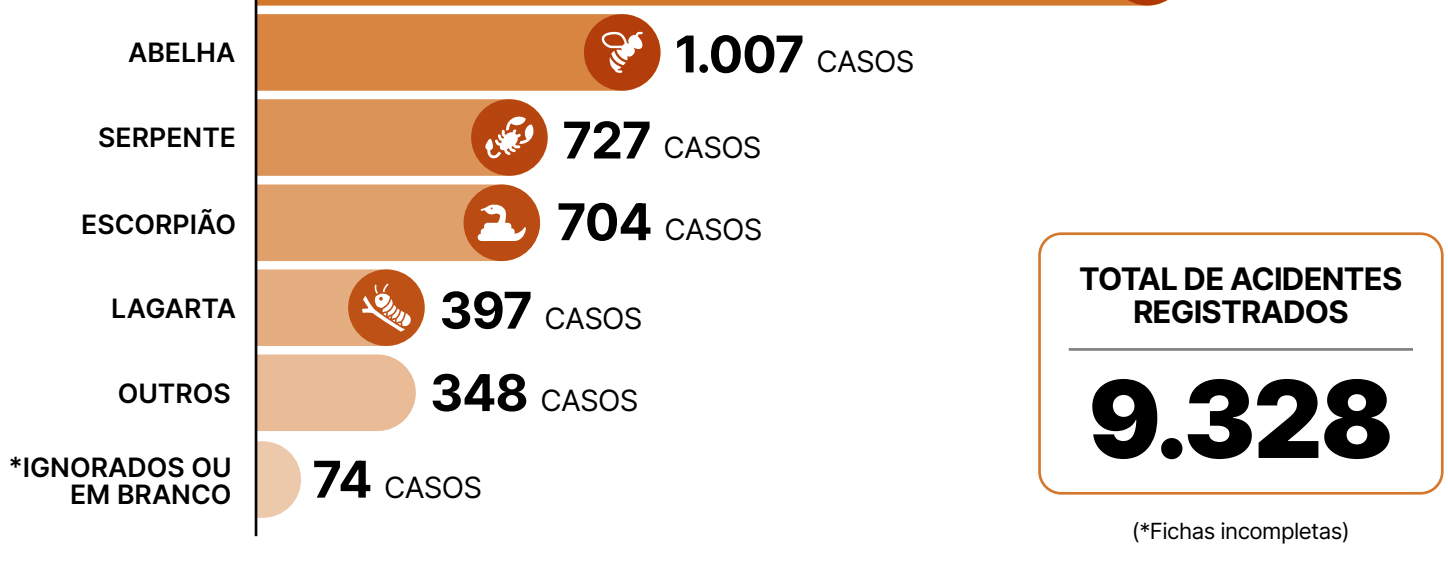 ABELHA
1.007 CASOS
SERPENTE
727 CASOS
ESCORPIÃO
704 CASOS
LAGARTA
397 CASOS
OUTROS
348 CASOS
*IGNORADOS OU
EM BRANCO
74 CASOS
TOTAL DE ACIDENTES
REGISTRADOS
9.328
(*Fichas incompletas)